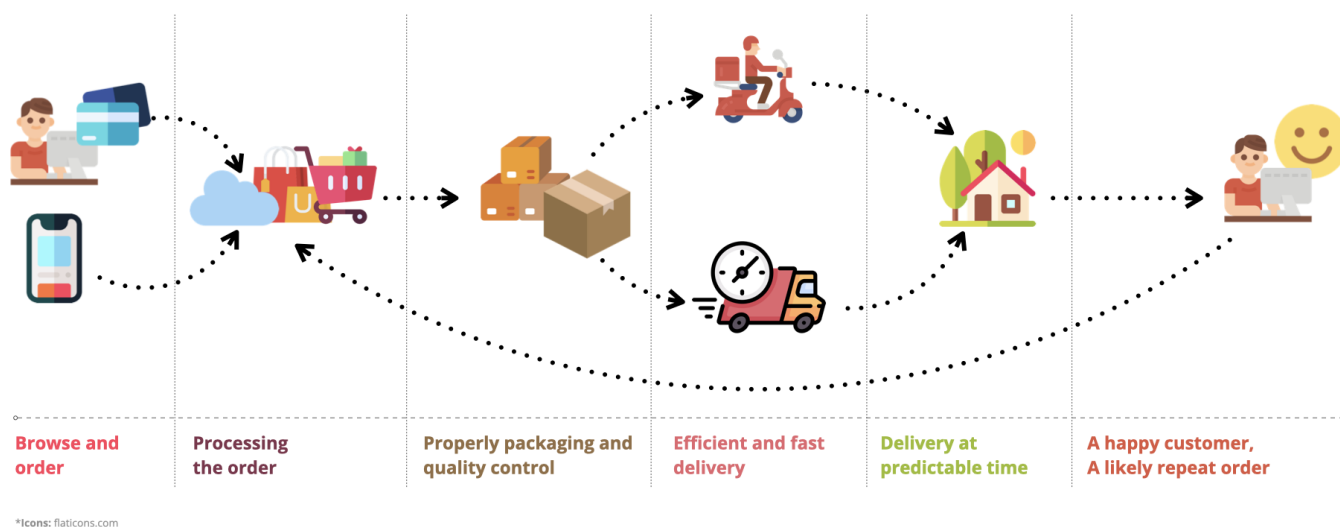 Browse and
order
Processing
the order
Properly packaging and
quality control
Efficient and fast
delivery
Delivery at
predictable time
A happy customer,
A likely repeat order
*Icons: flaticons.com